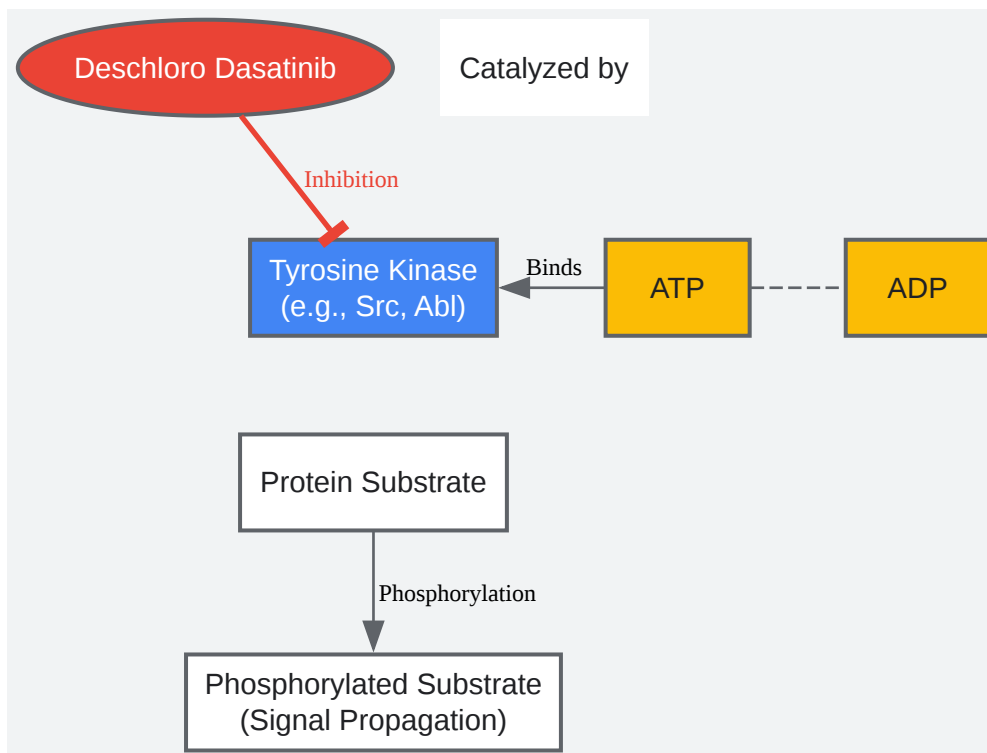 Deschloro Dasatinib
Catalyzed by
Inhibition
Tyrosine Kinase
(e.g., Src, Abl)
Binds
ATP
ADP
Protein Substrate
Phosphorylation
Phosphorylated Substrate
(Signal Propagation)